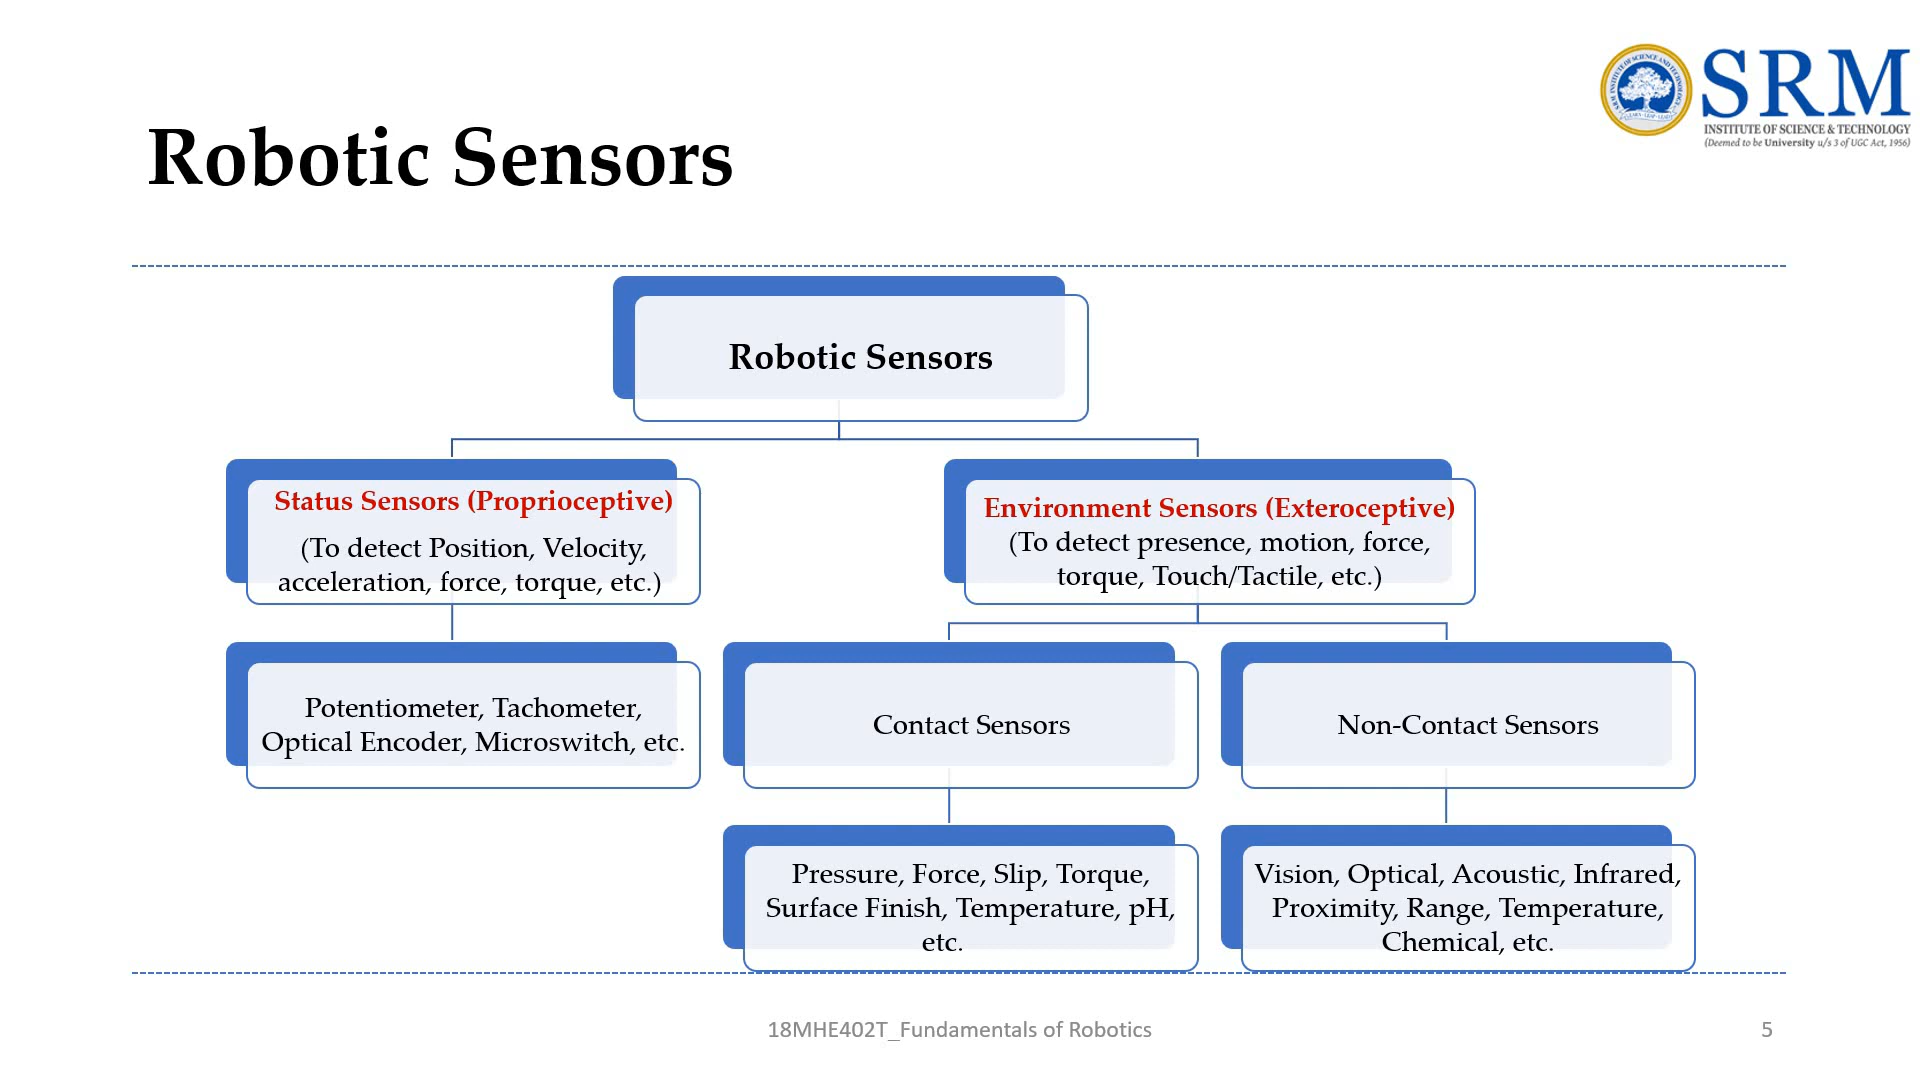 SRM
INSTITUTE OF SCIENCE & TECHNOLOGY
(Deemed to be University u/s 3 of UGC Act, 1956)
Robotic Sensors
Robotic Sensors
Status Sensors (Proprioceptive)
(To detect Position, Velocity,
acceleration, force, torque, etc.)
Environment Sensors (Exteroceptive)
(To detect presence, motion, force,
torque, Touch/Tactile, etc.)
Potentiometer, Tachometer,
Optical Encoder, Microswitch, etc.
Contact Sensors
Non-Contact Sensors
Pressure, Force, Slip, Torque,
Surface Finish, Temperature, pH,
etc.
Vision, Optical, Acoustic, Infrared,
Proximity, Range, Temperature,
Chemical, etc.
18MHE402T_Fundamentals of Robotics
5